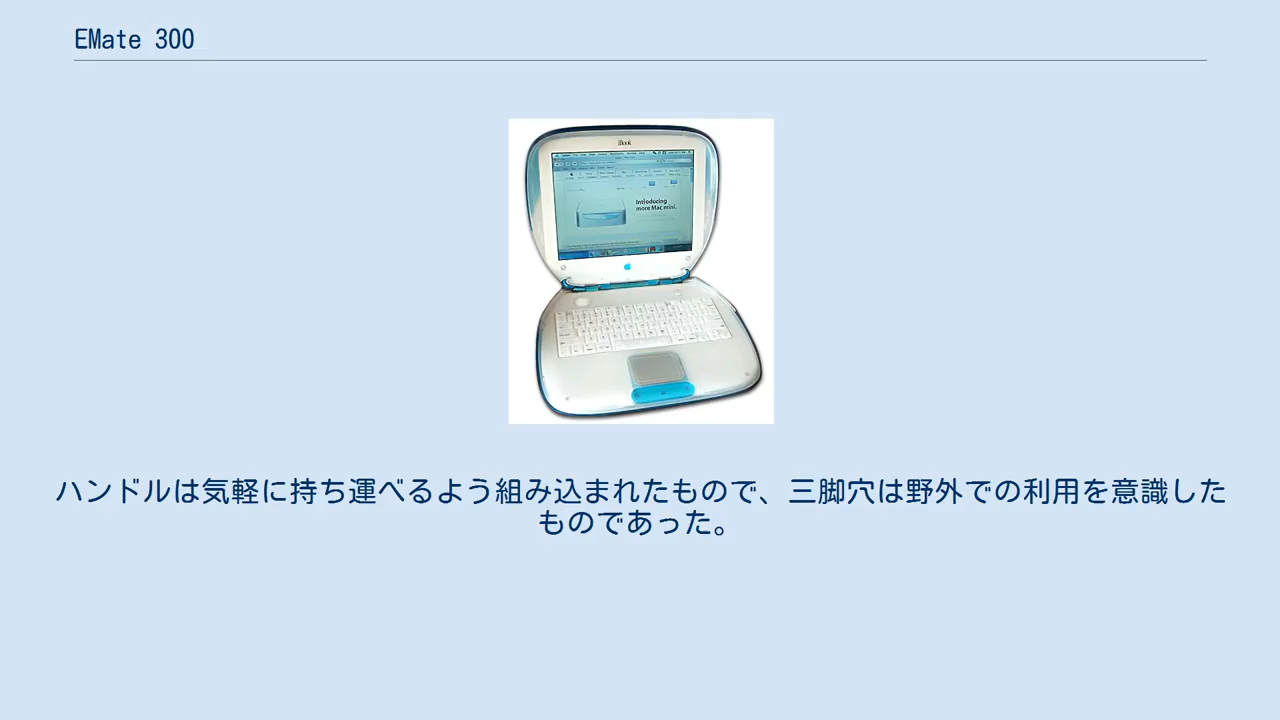 EMate 300
iBook
Introducing
more Mac mini.
ハンドルは気軽に持ち運べるよう組み込まれたもので、三脚穴は野外での利用を意識した
ものであった。